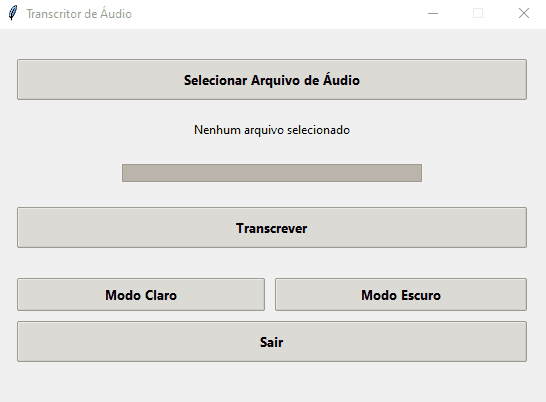 Transcritor de Áudio
Selecionar Arquivo de Áudio
Nenhum arquivo selecionado
Transcrever
Modo Claro
Modo Escuro
Sair